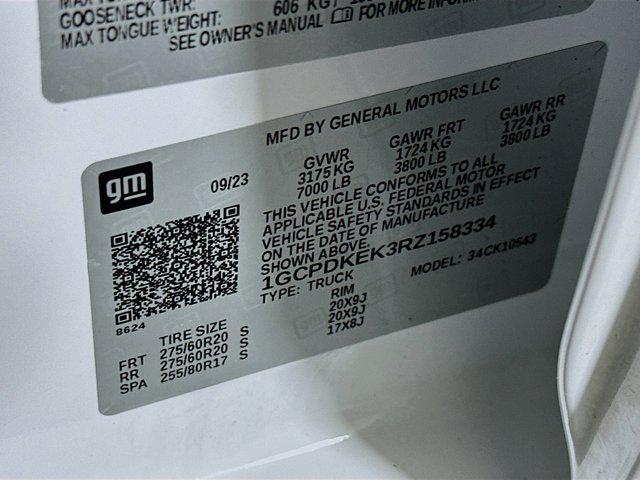 GOOSENECK TWR: 606 KG
MAX TONGUE WEIGHT:
SEE OWNER'S MANUAL FOR MORE INFORM
MFD BY GENERAL MOTORS LLC
gm
09/23
GVWR GAWR FRT GAWR RR
3175 KG 1724 KG 1724 KG
7000 LB 3800 LB 3800 LB
THIS VEHICLE CONFORMS TO ALL
APPLICABLE U.S. FEDERAL MOTOR
VEHICLE SAFETY STANDARDS IN EFFECT
ON THE DATE OF MANUFACTURE
SHOWN ABOVE.
1GCPDKEK3RZ158334
TYPE: TRUCK MODEL: 34CK10543
8624
TIRE SIZE RIM
FRT 275/60R20 S 20X9J
RR 275/60R20 S 20X9J
SPA 255/80R17 S 17X8J